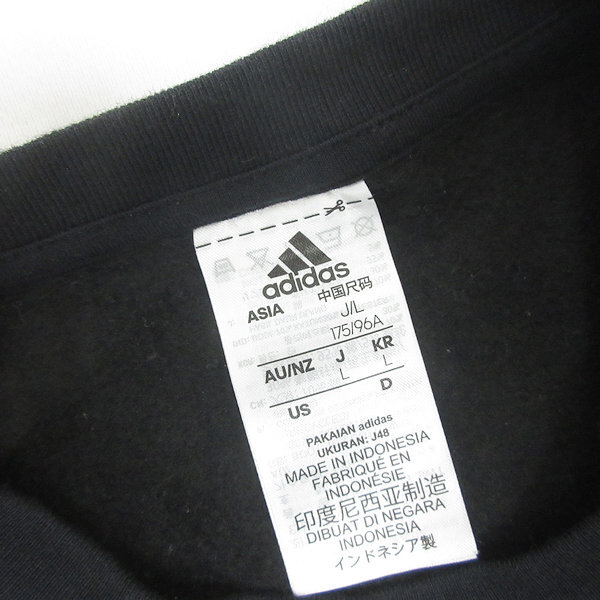 adidas
ASIA 中国尺码
J/L
175/96A
AU/NZ J KR
L L
US D
PAKAIAN adidas
UKURAN: J48
MADE IN INDONESIA
FABRIQUÉ EN
INDONÉSIE
印度尼西亚制造
DIBUAT DI NEGARA
INDONESIA
インドネシア製